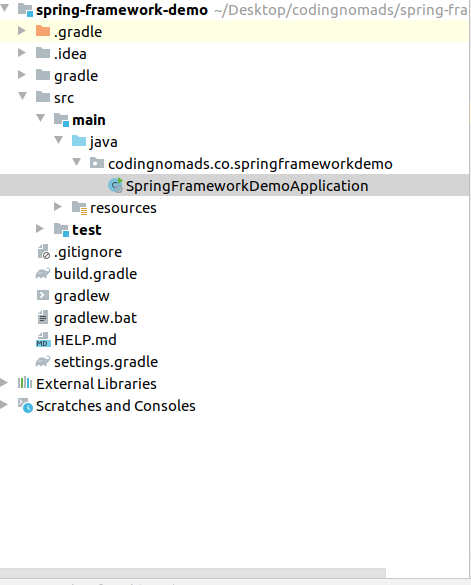 spring-framework-demo ~/Desktop/codingnomads/spring-fra
.gradle
.idea
gradle
src
main
java
codingnomads.co.springframeworkdemo
SpringFrameworkDemoApplication
resources
test
.gitignore
build.gradle
gradlew
gradlew.bat
HELP.md
settings.gradle
External Libraries
Scratches and Consoles